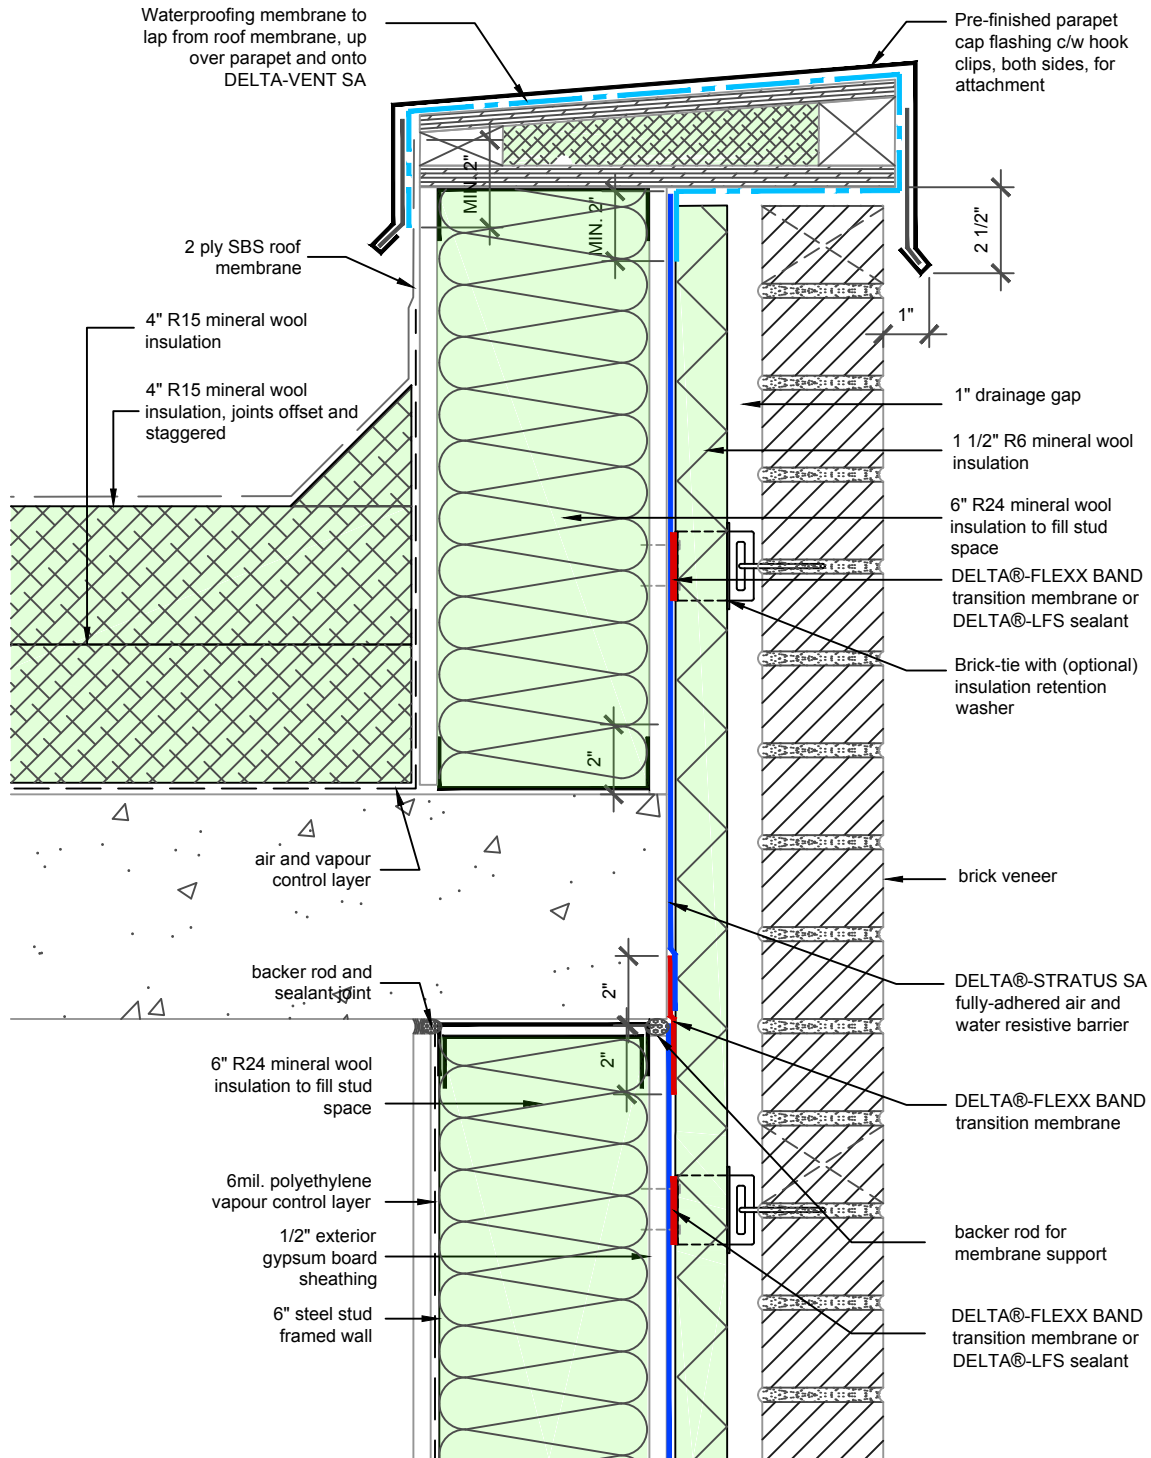 Waterproofing membrane to
lap from roof membrane, up
over parapet and onto
DELTA-VENT SA
Pre-finished parapet
cap flashing c/w hook
clips, both sides, for
attachment
MIN. 2"
MIN. 2"
2 1/2"
1"
2 ply SBS roof
membrane
4" R15 mineral wool
insulation
4" R15 mineral wool
insulation, joints offset and
staggered
1" drainage gap
1 1/2" R6 mineral wool
insulation
6" R24 mineral wool
insulation to fill stud
space
DELTA®-FLEXX BAND
transition membrane or
DELTA®-LFS sealant
Brick-tie with (optional)
insulation retention
washer
2"
air and vapour
control layer
brick veneer
backer rod and
sealant joint
2"
DELTA®-STRATUS SA
fully-adhered air and
water resistive barrier
2"
6" R24 mineral wool
insulation to fill stud
space
DELTA®-FLEXX BAND
transition membrane
6mil. polyethylene
vapour control layer
1/2" exterior
gypsum board
sheathing
backer rod for
membrane support
6" steel stud
framed wall
DELTA®-FLEXX BAND
transition membrane or
DELTA®-LFS sealant